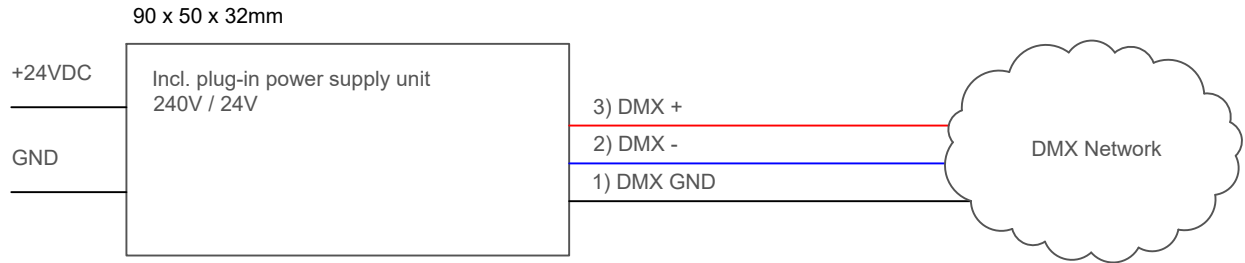 90 x 50 x 32mm
+24VDC
Incl. plug-in power supply unit
240V / 24V
3) DMX +
2) DMX -
GND
DMX Network
1) DMX GND